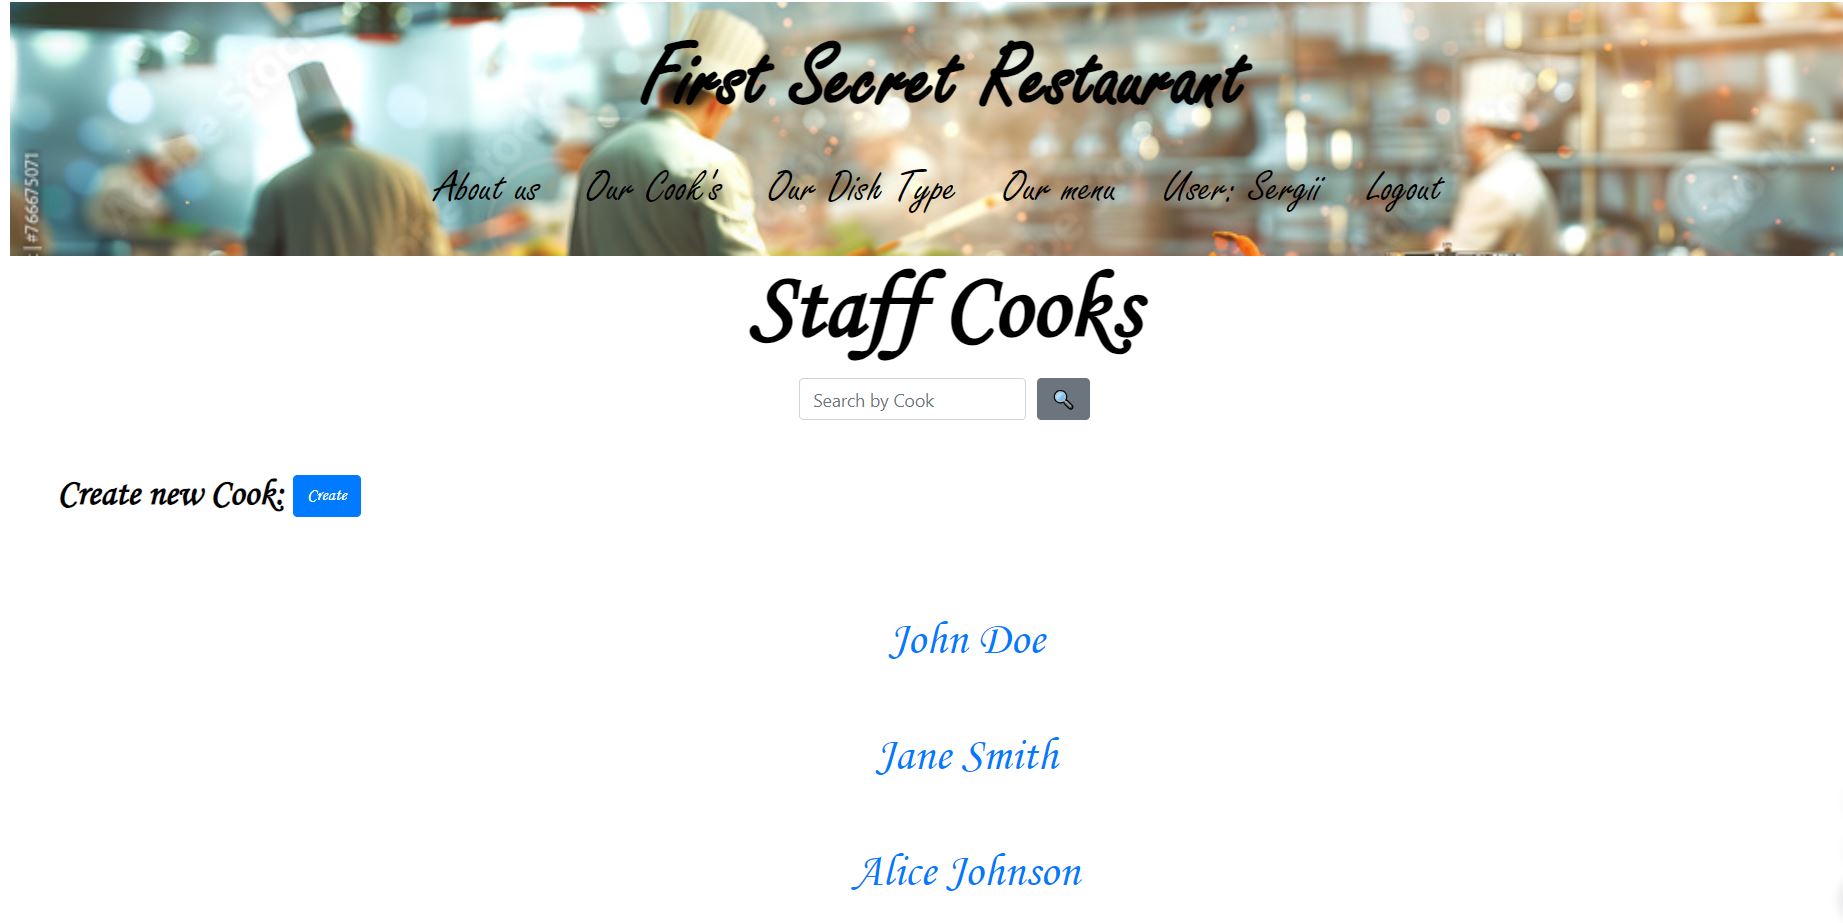 First Secret Restaurant
About us Our Cook's Our Dish Type Our menu User: Sergii Logout
#766675071
Staff Cooks
Search by Cook
Create new Cook: Create
John Doe
Jane Smith
Alice Johnson